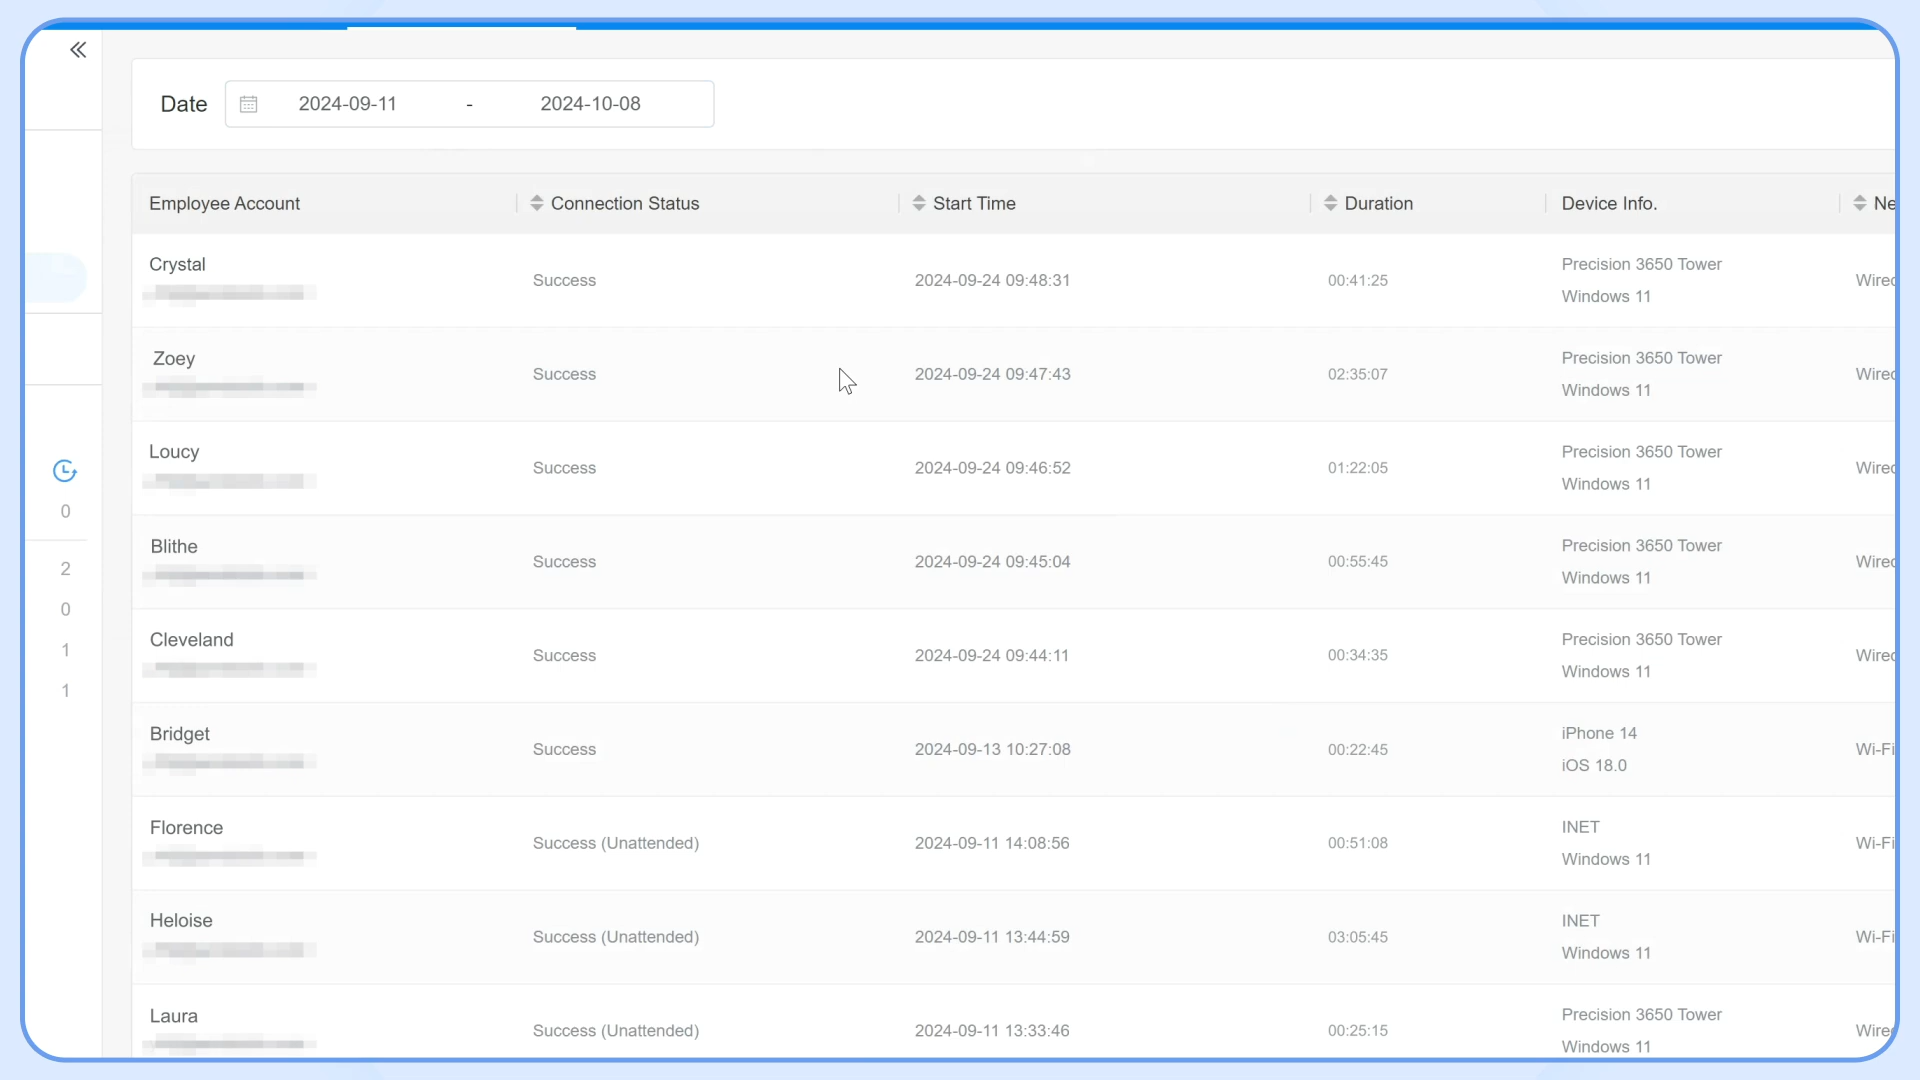 Date 2024-09-11 - 2024-10-08
Employee Account Connection Status Start Time Duration Device Info.
Crystal Success 2024-09-24 09:48:31 00:41:25 Precision 3650 Tower
Windows 11
Zoey Success 2024-09-24 09:47:43 02:35:07 Precision 3650 Tower
Windows 11
Loucy Success 2024-09-24 09:46:52 01:22:05 Precision 3650 Tower
Windows 11
0
Blithe Success 2024-09-24 09:45:04 00:55:45 Precision 3650 Tower
Windows 11
2
0
Cleveland Success 2024-09-24 09:44:11 00:34:35 Precision 3650 Tower
Windows 11
1
1
Bridget Success 2024-09-13 10:27:08 00:22:45 iPhone 14 Wi-Fi
iOS 18.0
Florence Success (Unattended) 2024-09-11 14:08:56 00:51:08 INET Wi-Fi
Windows 11
Heloise Success (Unattended) 2024-09-11 13:44:59 03:05:45 INET Wi-Fi
Windows 11
Laura Success (Unattended) 2024-09-11 13:33:46 00:25:15 Precision 3650 Tower
Windows 11